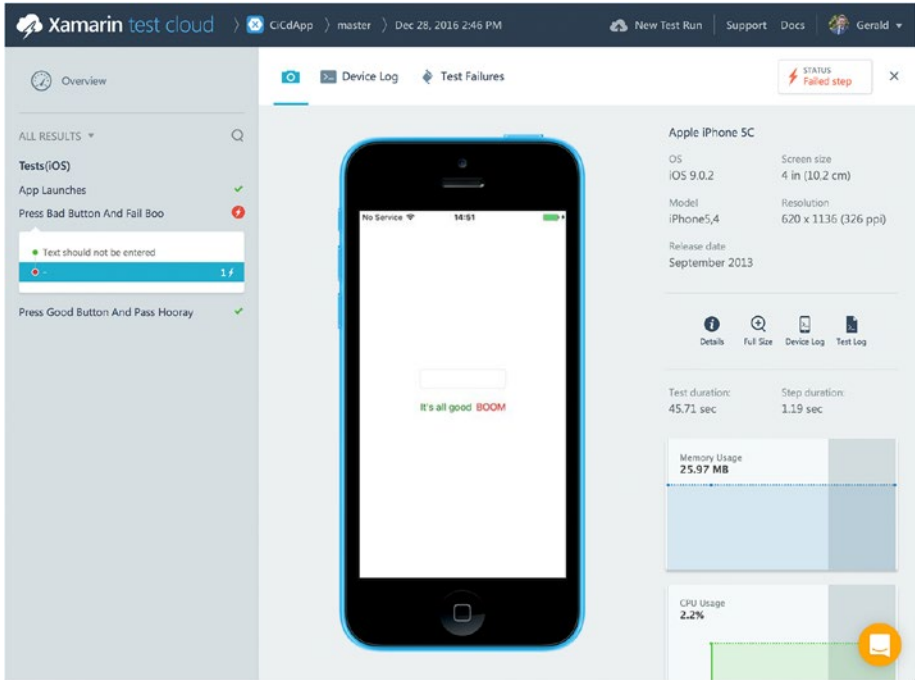 Xamarin test cloud 〉 CiCdApp 〉 master 〉 Dec 28, 2016 2:46 PM New Test Run Support Docs Gerald
Overview
Device Log Test Failures
STATUS
Failed step
ALL RESULTS
Tests(iOS)
App Launches
Press Bad Button And Fail Boo
Text should not be entered
- 1
Press Good Button And Pass Hooray
No Service 14:51
It's all good BOOM
Apple iPhone 5C
OS Screen size
iOS 9.0.2 4 in (10,2 cm)
Model Resolution
iPhone5,4 620 x 1136 (326 ppi)
Release date
September 2013
Details Full Size Device Log Test Log
Test duration: Step duration:
45.71 sec 1.19 sec
Memory Usage
25.97 MB
CPU Usage
2.2%